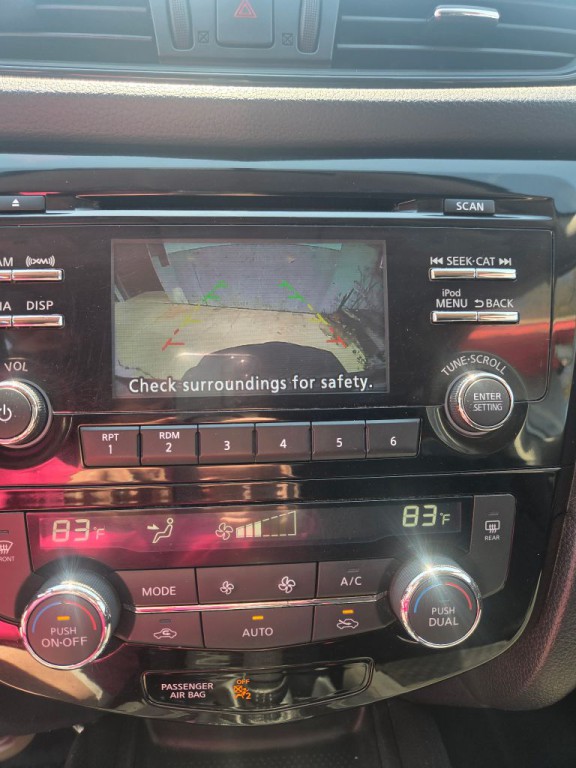 SCAN
AM
((XM))
SEEK·CAT
iPod
MENU
BACK
DISP
VOL
TUNE·SCROLL
ENTER
SETTING
Check surroundings for safety.
RPT
1
RDM
2
3
4
5
6
83°F
83°F
REAR
FRONT
MODE
A/C
PUSH
ON·OFF
AUTO
PUSH
DUAL
PASSENGER
AIR BAG
OFF
2